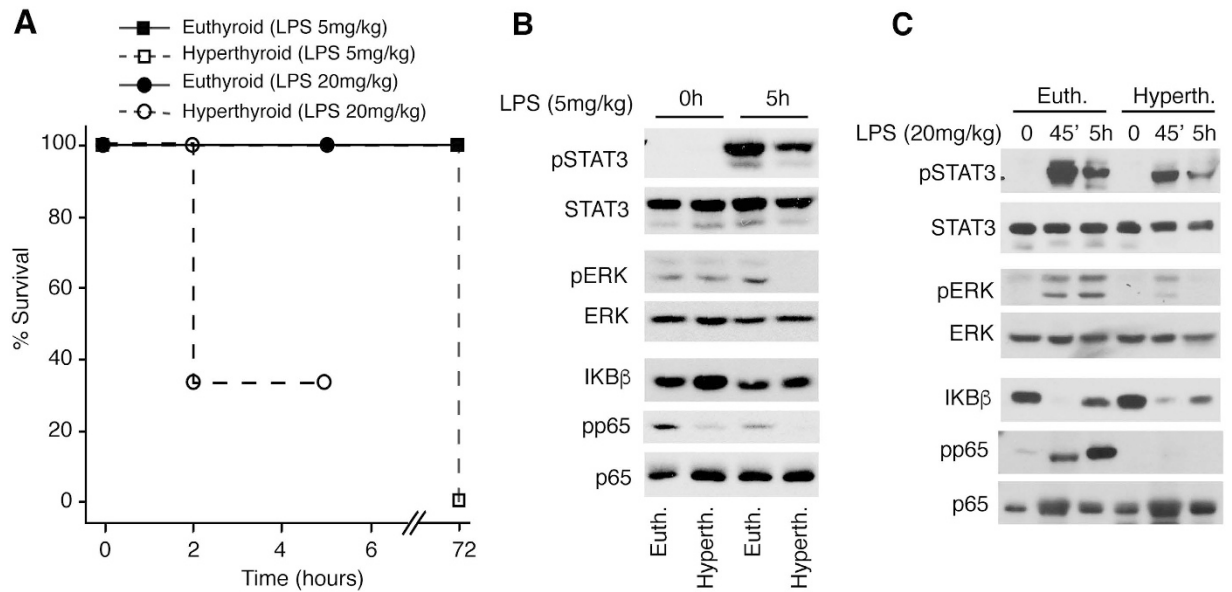 A
Euthyroid (LPS 5mg/kg)
Hyperthyroid (LPS 5mg/kg)
Euthyroid (LPS 20mg/kg)
Hyperthyroid (LPS 20mg/kg)
100
80
60
40
20
0
% Survival
0 2 4 6 72
Time (hours)
B
LPS (5mg/kg) 0h 5h
pSTAT3
STAT3
pERK
ERK
IKBβ
pp65
p65
Euth. Hyperth. Euth. Hyperth.
C
Euth. Hyperth.
LPS (20mg/kg) 0 45' 5h 0 45' 5h
pSTAT3
STAT3
pERK
ERK
IKBβ
pp65
p65